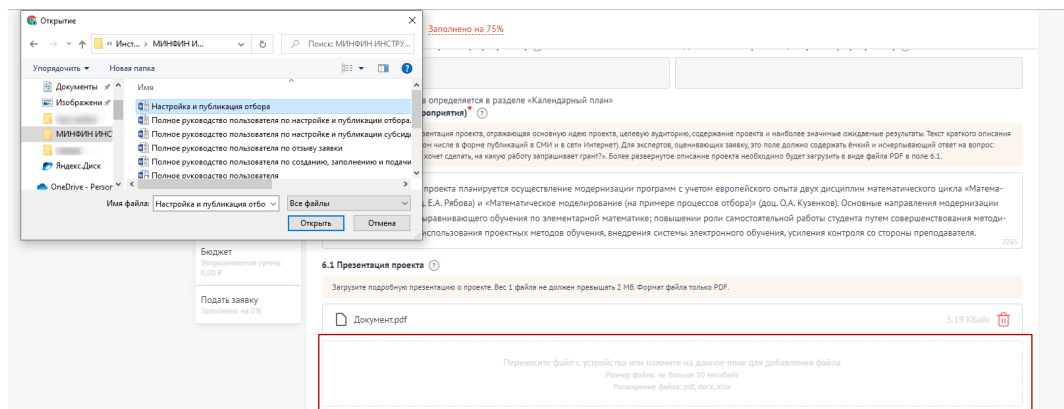 Открытие
« Инст... › МИНФИН И...
Поиск: МИНФИН ИНСТРУ...
Упорядочить
Новая папка
Документы
Изображени
МИНФИН ИНС
Яндекс.Диск
OneDrive - Persor
Имя
Настройка и публикация отбора
Полное руководство пользователя по настройке и публикации отбора.
Полное руководство пользователя по настройке и публикации субсид
Полное руководство пользователя по отзыву заявки
Полное руководство пользователя по созданию, заполнению и подачи
Полное руководство пользователя
Имя файла:
Настройка и публикация отбо
Все файлы
Открыть
Отмена
Заполнено на 75%
а определяется в разделе «Календарный план»
оприятия)* ?
зентация проекта, отражающая основную идею проекта, целевую аудиторию, содержание проекта и наиболее значимые ожидаемые результаты. Текст краткого описания
ом числе в форме публикаций в СМИ и в сети Интернет). Для экспертов, оценивающих заявку, это поле должно содержать ёмкий и исчерпывающий ответ на вопрос:
хочет сделать, на какую работу запрашивает грант?». Более развернутое описание проекта необходимо будет загрузить в виде файла PDF в поле 6.1.
проекта планируется осуществление модернизации программ с учетом европейского опыта двух дисциплин математического цикла «Матема-
. Е.А. Рябова) и «Математическое моделирование (на примере процессов отбора)» (доц. О.А. Кузенков). Основные направления модернизации
ыравнивающего обучения по элементарной математике; повышении роли самостоятельной работы студента путем совершенствования методи-
использования проектных методов обучения, внедрения системы электронного обучения, усиления контроля со стороны преподавателя.
2265
Бюджет
Запрашиваемая сумма:
0,00 ₽
Подать заявку
Заполнено на 0%
6.1 Презентация проекта ?
Загрузите подробную презентацию о проекте. Вес 1 файла не должен превышать 2 Мб. Формат файла только PDF.
Документ.pdf
5.19 Кбайт
Перенесите файл с устройства или нажмите на данное поле для добавления файла
Размер файла: не больше 10 мегабайт
Расширение файла: pdf, docx, xlsx